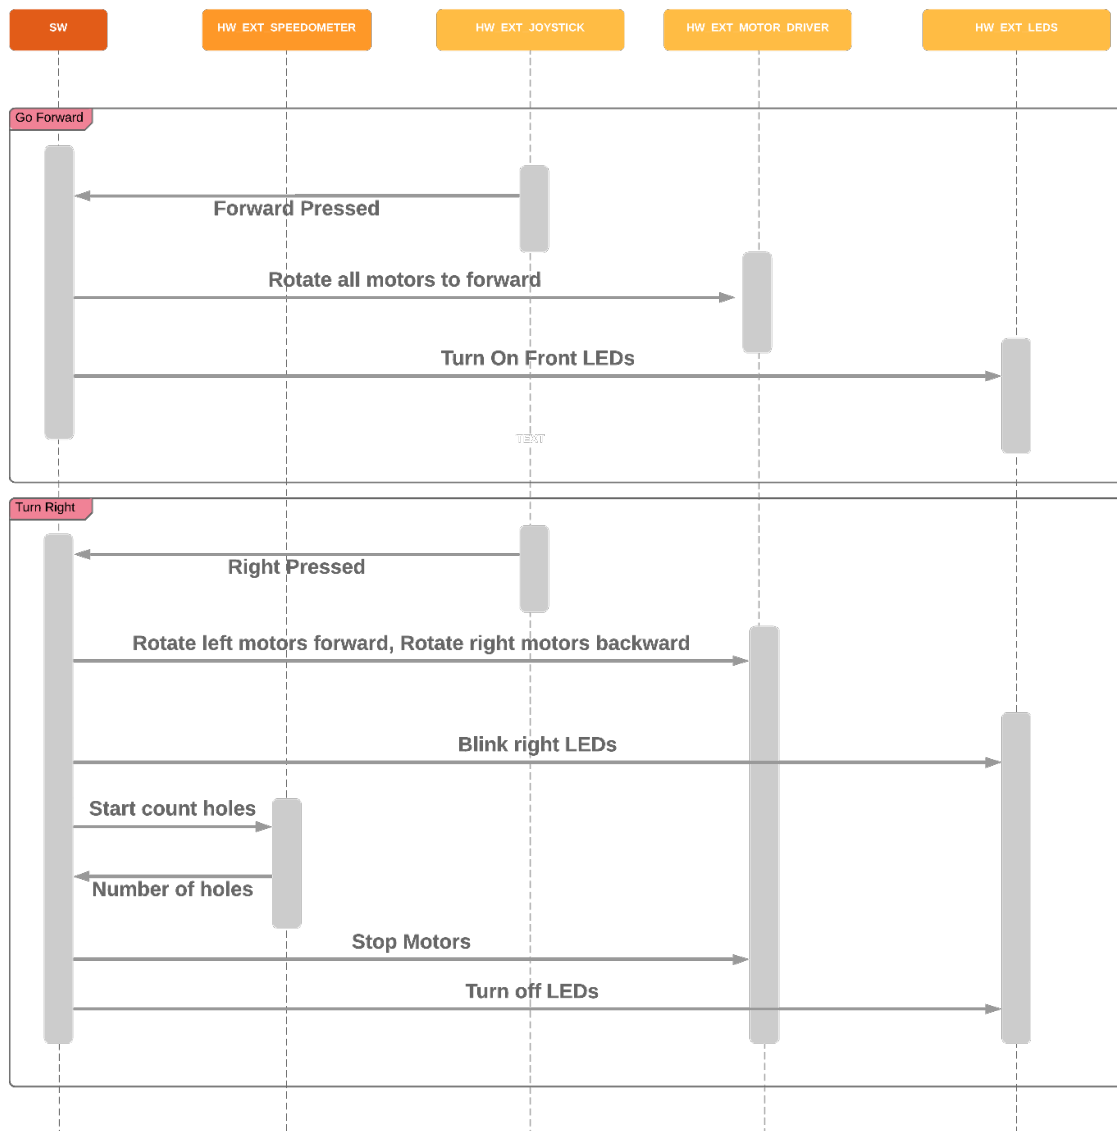 SW
HW EXT SPEEDOMETER
HW EXT JOYSTICK
HW EXT MOTOR DRIVER
HW EXT LEDS
Go Forward
Forward Pressed
Rotate all motors to forward
Turn On Front LEDs
TEXT
Turn Right
Right Pressed
Rotate left motors forward, Rotate right motors backward
Blink right LEDs
Start count holes
Number of holes
Stop Motors
Turn off LEDs